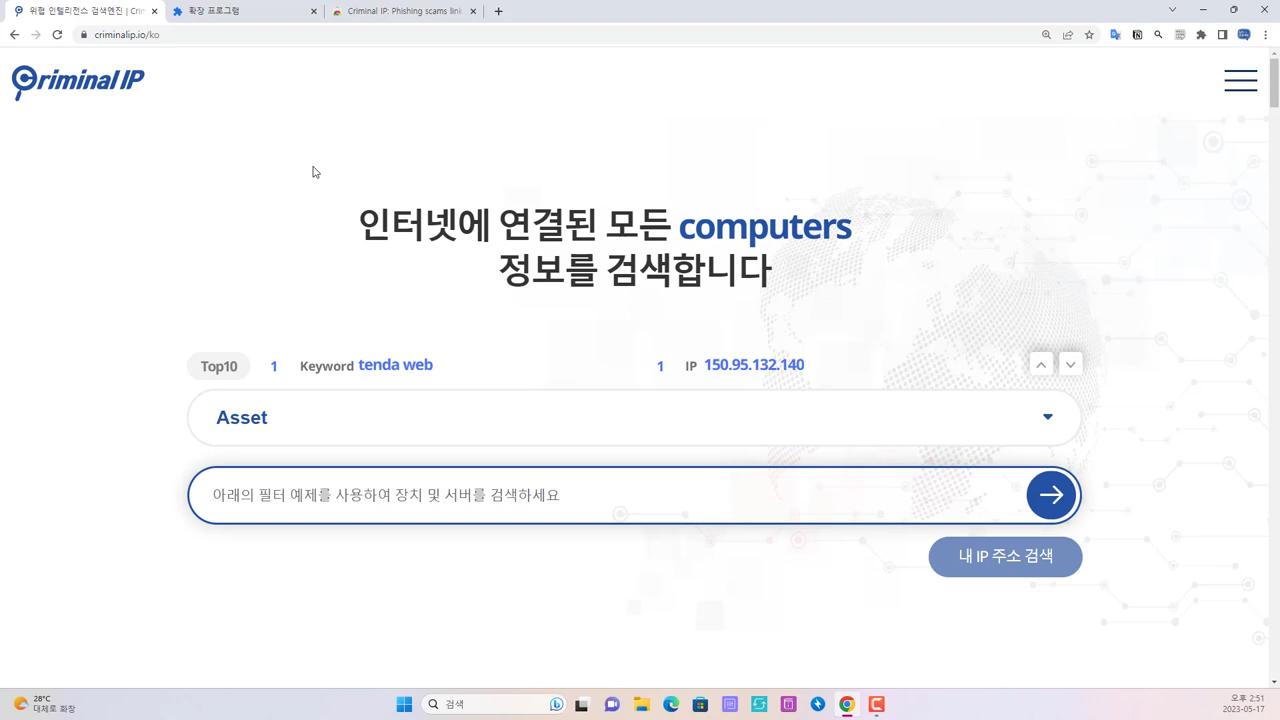 위협 인텔리전스 검색엔진 | Crim
확장 프로그램
Criminal IP: Phishing scams link
criminalip.io/ko
Criminal IP
인터넷에 연결된 모든 computers
정보를 검색합니다
Top10 1 Keyword tenda web 1 IP 150.95.132.140
Asset
아래의 필터 예제를 사용하여 장치 및 서버를 검색하세요
내 IP 주소 검색
28°C
대체로 화창
검색
오후 2:51
2023-05-17